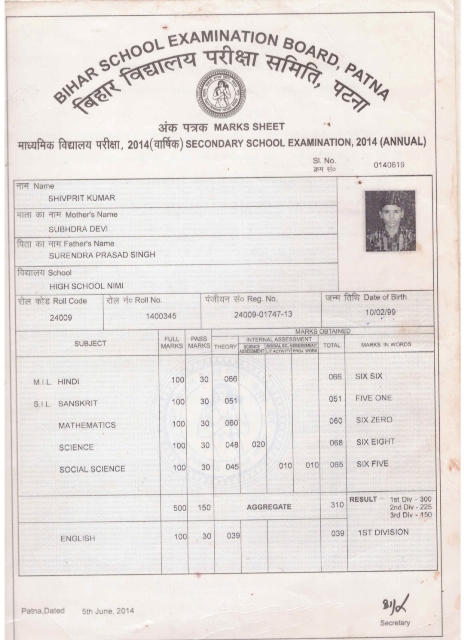 BIHAR SCHOOL EXAMINATION BOARD, PATNA
बिहार विद्यालय परीक्षा समिति, पटना
अंक पत्रक MARKS SHEET
माध्यमिक विद्यालय परीक्षा, 2014(वार्षिक) SECONDARY SCHOOL EXAMINATION, 2014 (ANNUAL)
Sl. No.
क्रम सं० 0140619
नाम Name
SHIVPRIT KUMAR
माता का नाम Mother's Name
SUBHDRA DEVI
पिता का नाम Father's Name
SURENDRA PRASAD SINGH
विद्यालय School
HIGH SCHOOL NIMI
रोल कोड Roll Code रोल नं० Roll No. पंजीयन सं० Reg. No. जन्म तिथि Date of Birth
24009 1400345 24009-01747-13 10/02/99
MARKS OBTAINED
SUBJECT FULL MARKS PASS MARKS THEORY INTERNAL ASSESSMENT TOTAL MARKS IN WORDS
SCIENCE ASSESSMENT
M.I.L. HINDI 100 30 066 066 SIX SIX
S.I.L. SANSKRIT 100 30 051 051 FIVE ONE
MATHEMATICS 100 30 060 060 SIX ZERO
SCIENCE 100 30 048 020 068 SIX EIGHT
SOCIAL SCIENCE 100 30 045 010 010 065 SIX FIVE
500 150 AGGREGATE 310 RESULT - 1st Div - 300
2nd Div - 225
3rd Div - 150
ENGLISH 100 30 039 039 1ST DIVISION
Patna,Dated 5th June, 2014
Secretary